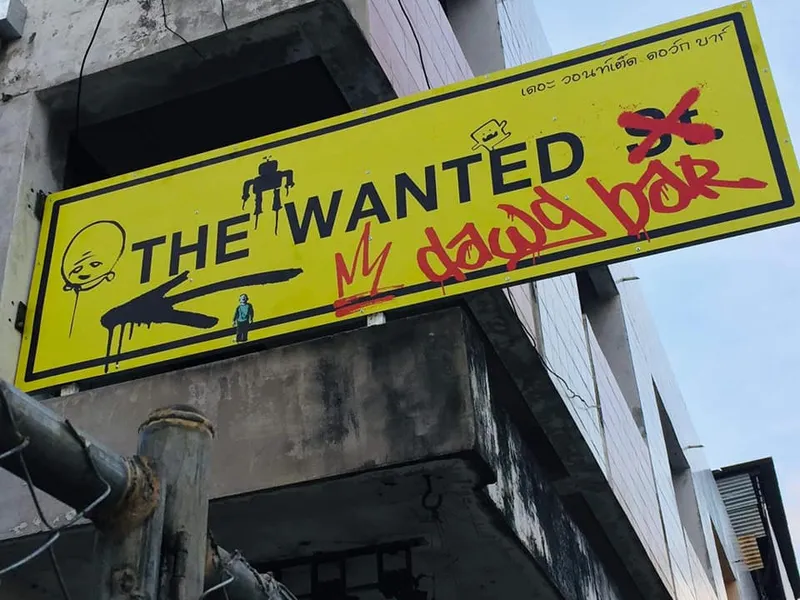 เดอะ วอนท์เต็ด ดอว์ก บาร์
THE WANTED St.
dawg bar